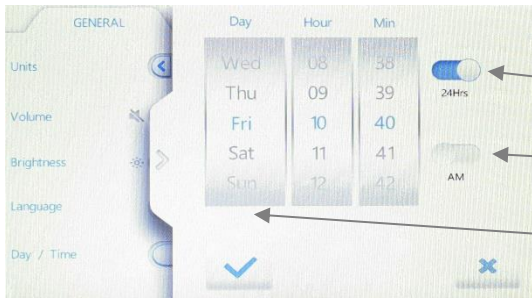 GENERAL
Units
Volume
Brightness
Language
Day / Time
Day Hour Min
Wed 08 38
Thu 09 39
Fri 10 40
Sat 11 41
Sun 12 42
24Hrs
AM